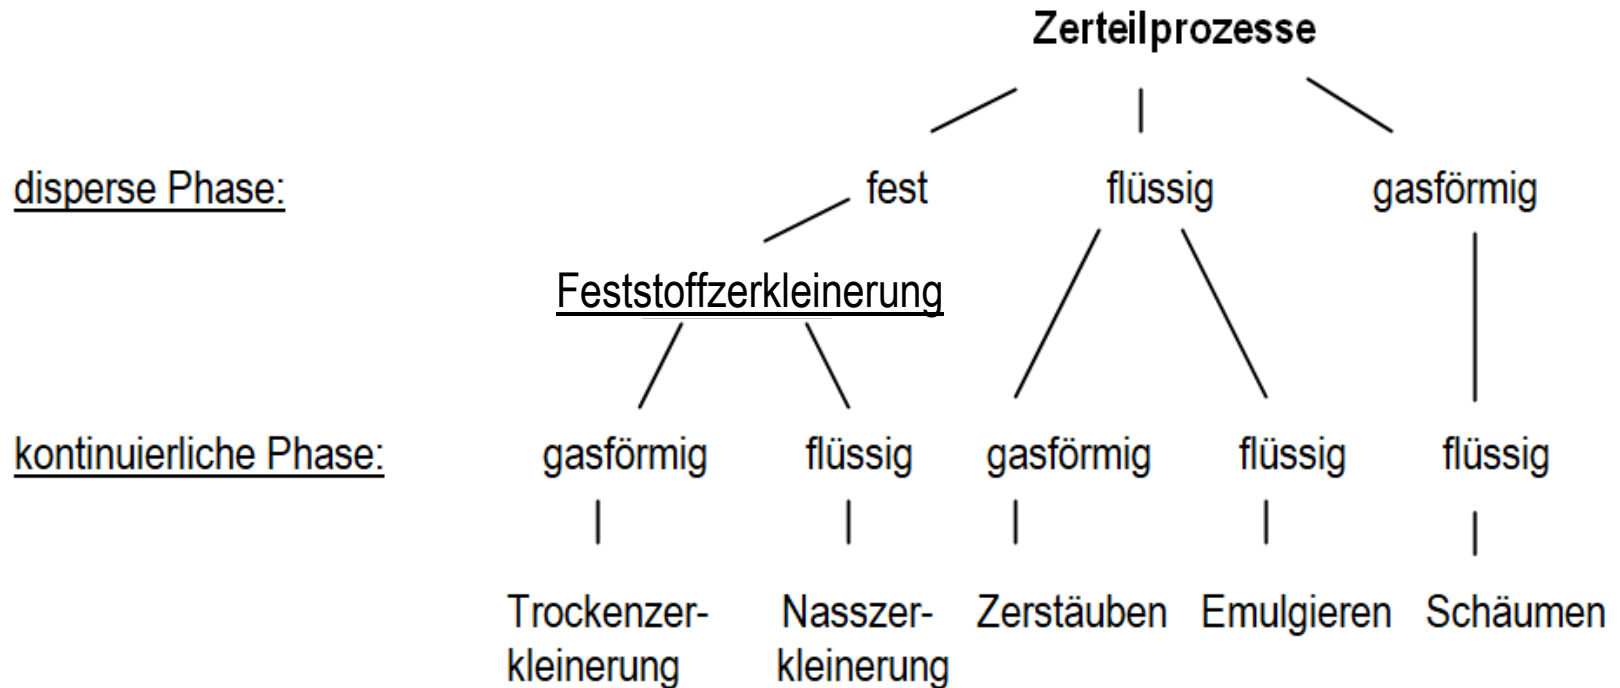 Zerteilprozesse
disperse Phase: fest flüssig gasförmig
Feststoffzerkleinerung
kontinuierliche Phase: gasförmig flüssig gasförmig flüssig flüssig
Trockenzer- Nasszer- Zerstäuben Emulgieren Schäumen
kleinerung kleinerung